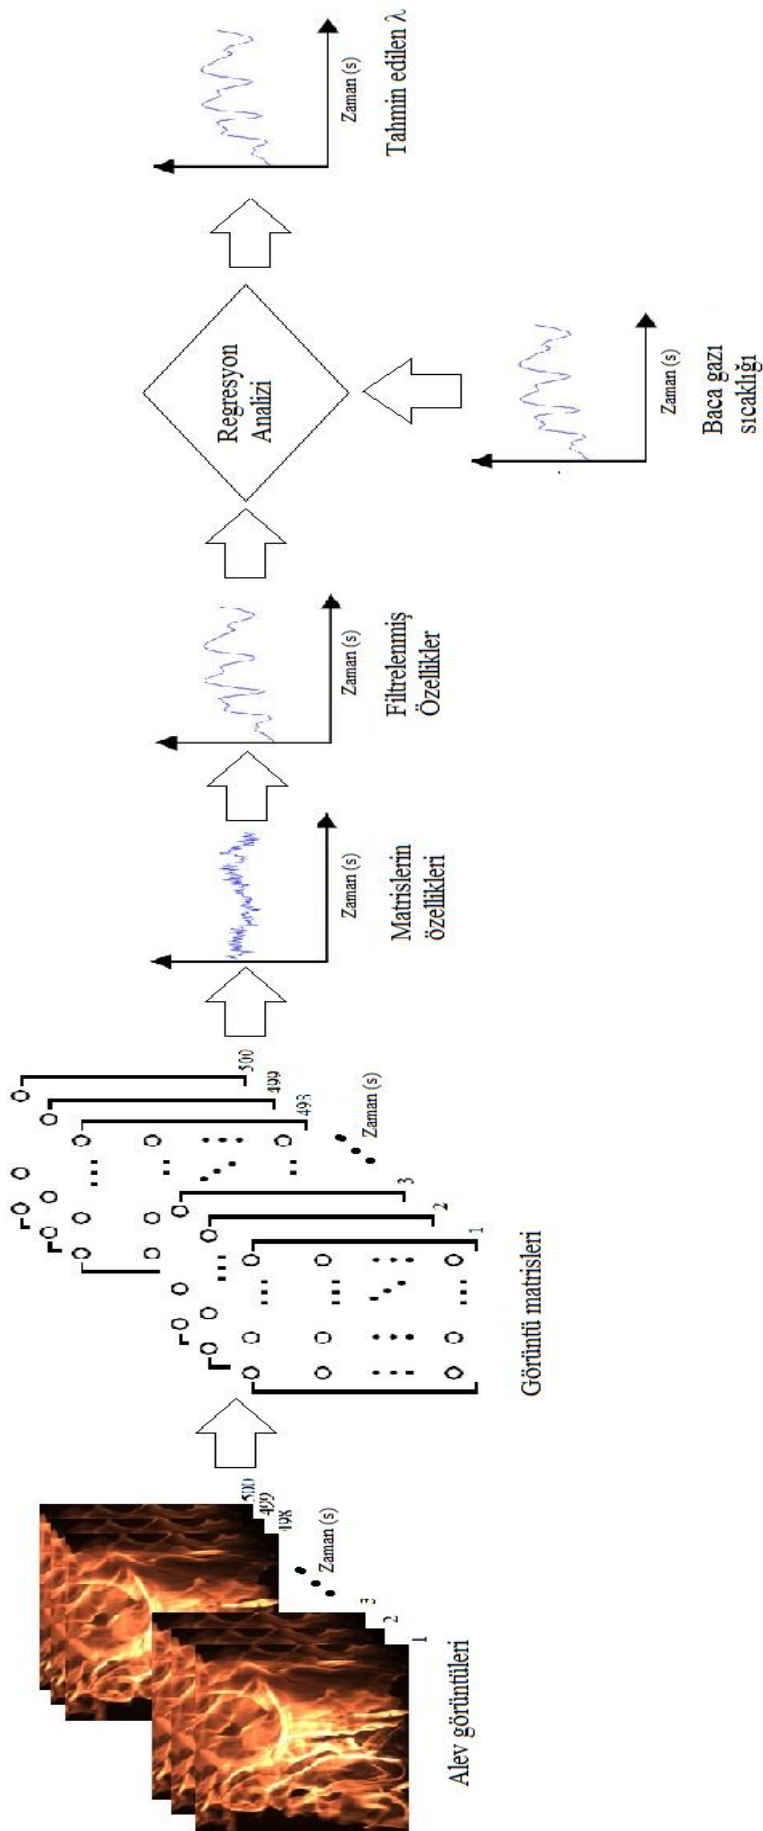 500
499
498
Zaman (s)
3
2
1
Alev görüntüleri
500
499
493
Zaman (s)
3
2
1
Görüntü matrisleri
Zaman (s)
Matrislerin
özellikleri
Zaman (s)
Filtrelenmiş
Özellikler
Regresyon
Analizi
Zaman (s)
Baca gazı
sıcaklığı
Zaman (s)
Tahmin edilen λ